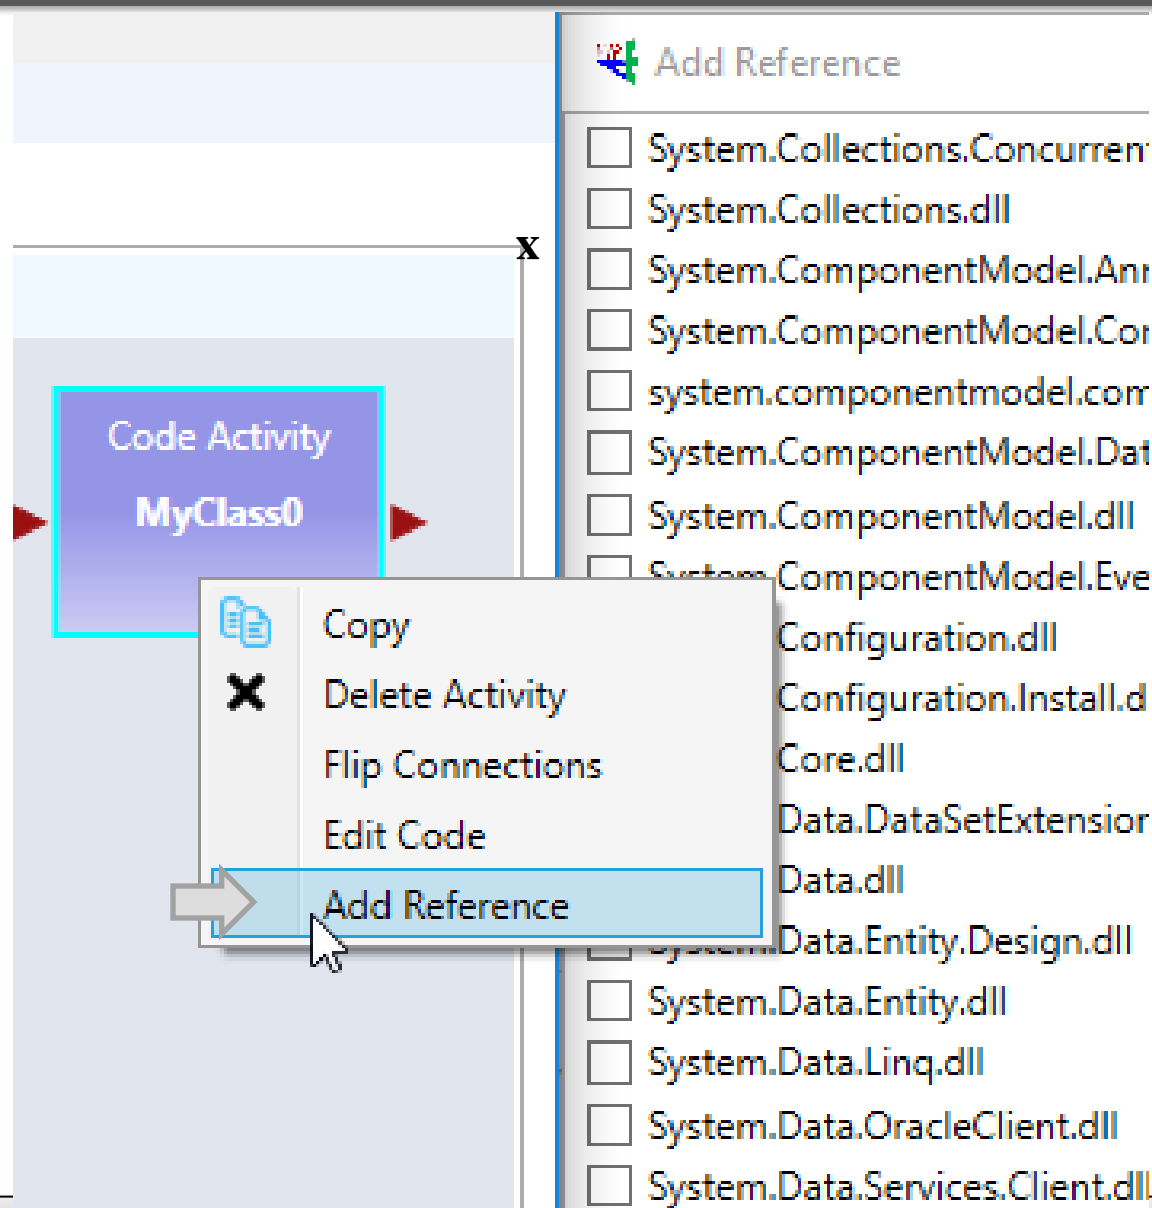 Add Reference
System.Collections.Concurrent
System.Collections.dll
System.ComponentModel.Ann
System.ComponentModel.Cor
system.componentmodel.com
System.ComponentModel.Dat
System.ComponentModel.dll
System.ComponentModel.Eve
Configuration.dll
Configuration.Install.d
Core.dll
Data.DataSetExtension
Data.dll
System.Data.Entity.Design.dll
System.Data.Entity.dll
System.Data.Linq.dll
System.Data.OracleClient.dll
System.Data.Services.Client.dll
x
Code Activity
MyClass0
Copy
Delete Activity
Flip Connections
Edit Code
Add Reference